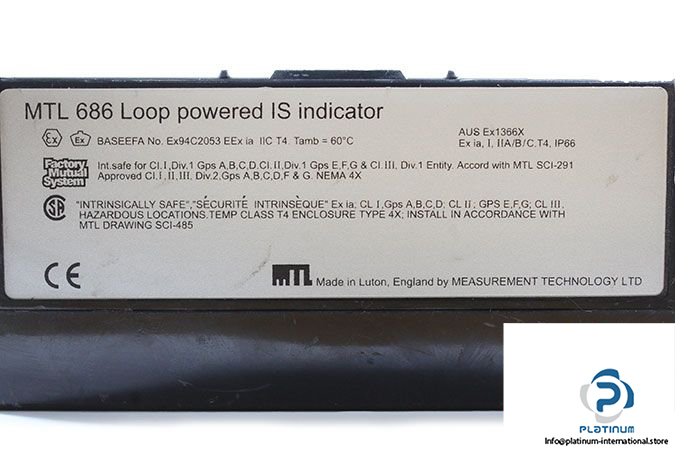 MTL 686 Loop powered IS indicator
Ex Ex BASEEFA No. Ex94C2053 EEx ia IIC T4. Tamb = 60°C
AUS Ex1366X
Ex ia, I, IIA/B/C.T4, IP66
Factory
Mutual
System
Int.safe for Cl.I,Div.1 Gps A,B,C,D.Cl.II,Div.1 Gps E,F,G & Cl.III, Div.1 Entity. Accord with MTL SCI-291
Approved Cl.I,II,III, Div.2,Gps A,B,C,D,F & G. NEMA 4X
SA
"INTRINSICALLY SAFE","SÉCURITÉ INTRINSÈQUE" Ex ia; CL I,Gps A,B,C,D; CL II; GPS E,F,G; CL III,
HAZARDOUS LOCATIONS.TEMP CLASS T4 ENCLOSURE TYPE 4X; INSTALL IN ACCORDANCE WITH
MTL DRAWING SCI-485
CE
MTL Made in Luton, England by MEASUREMENT TECHNOLOGY LTD
PLATINUM
Info@platinum-international.store